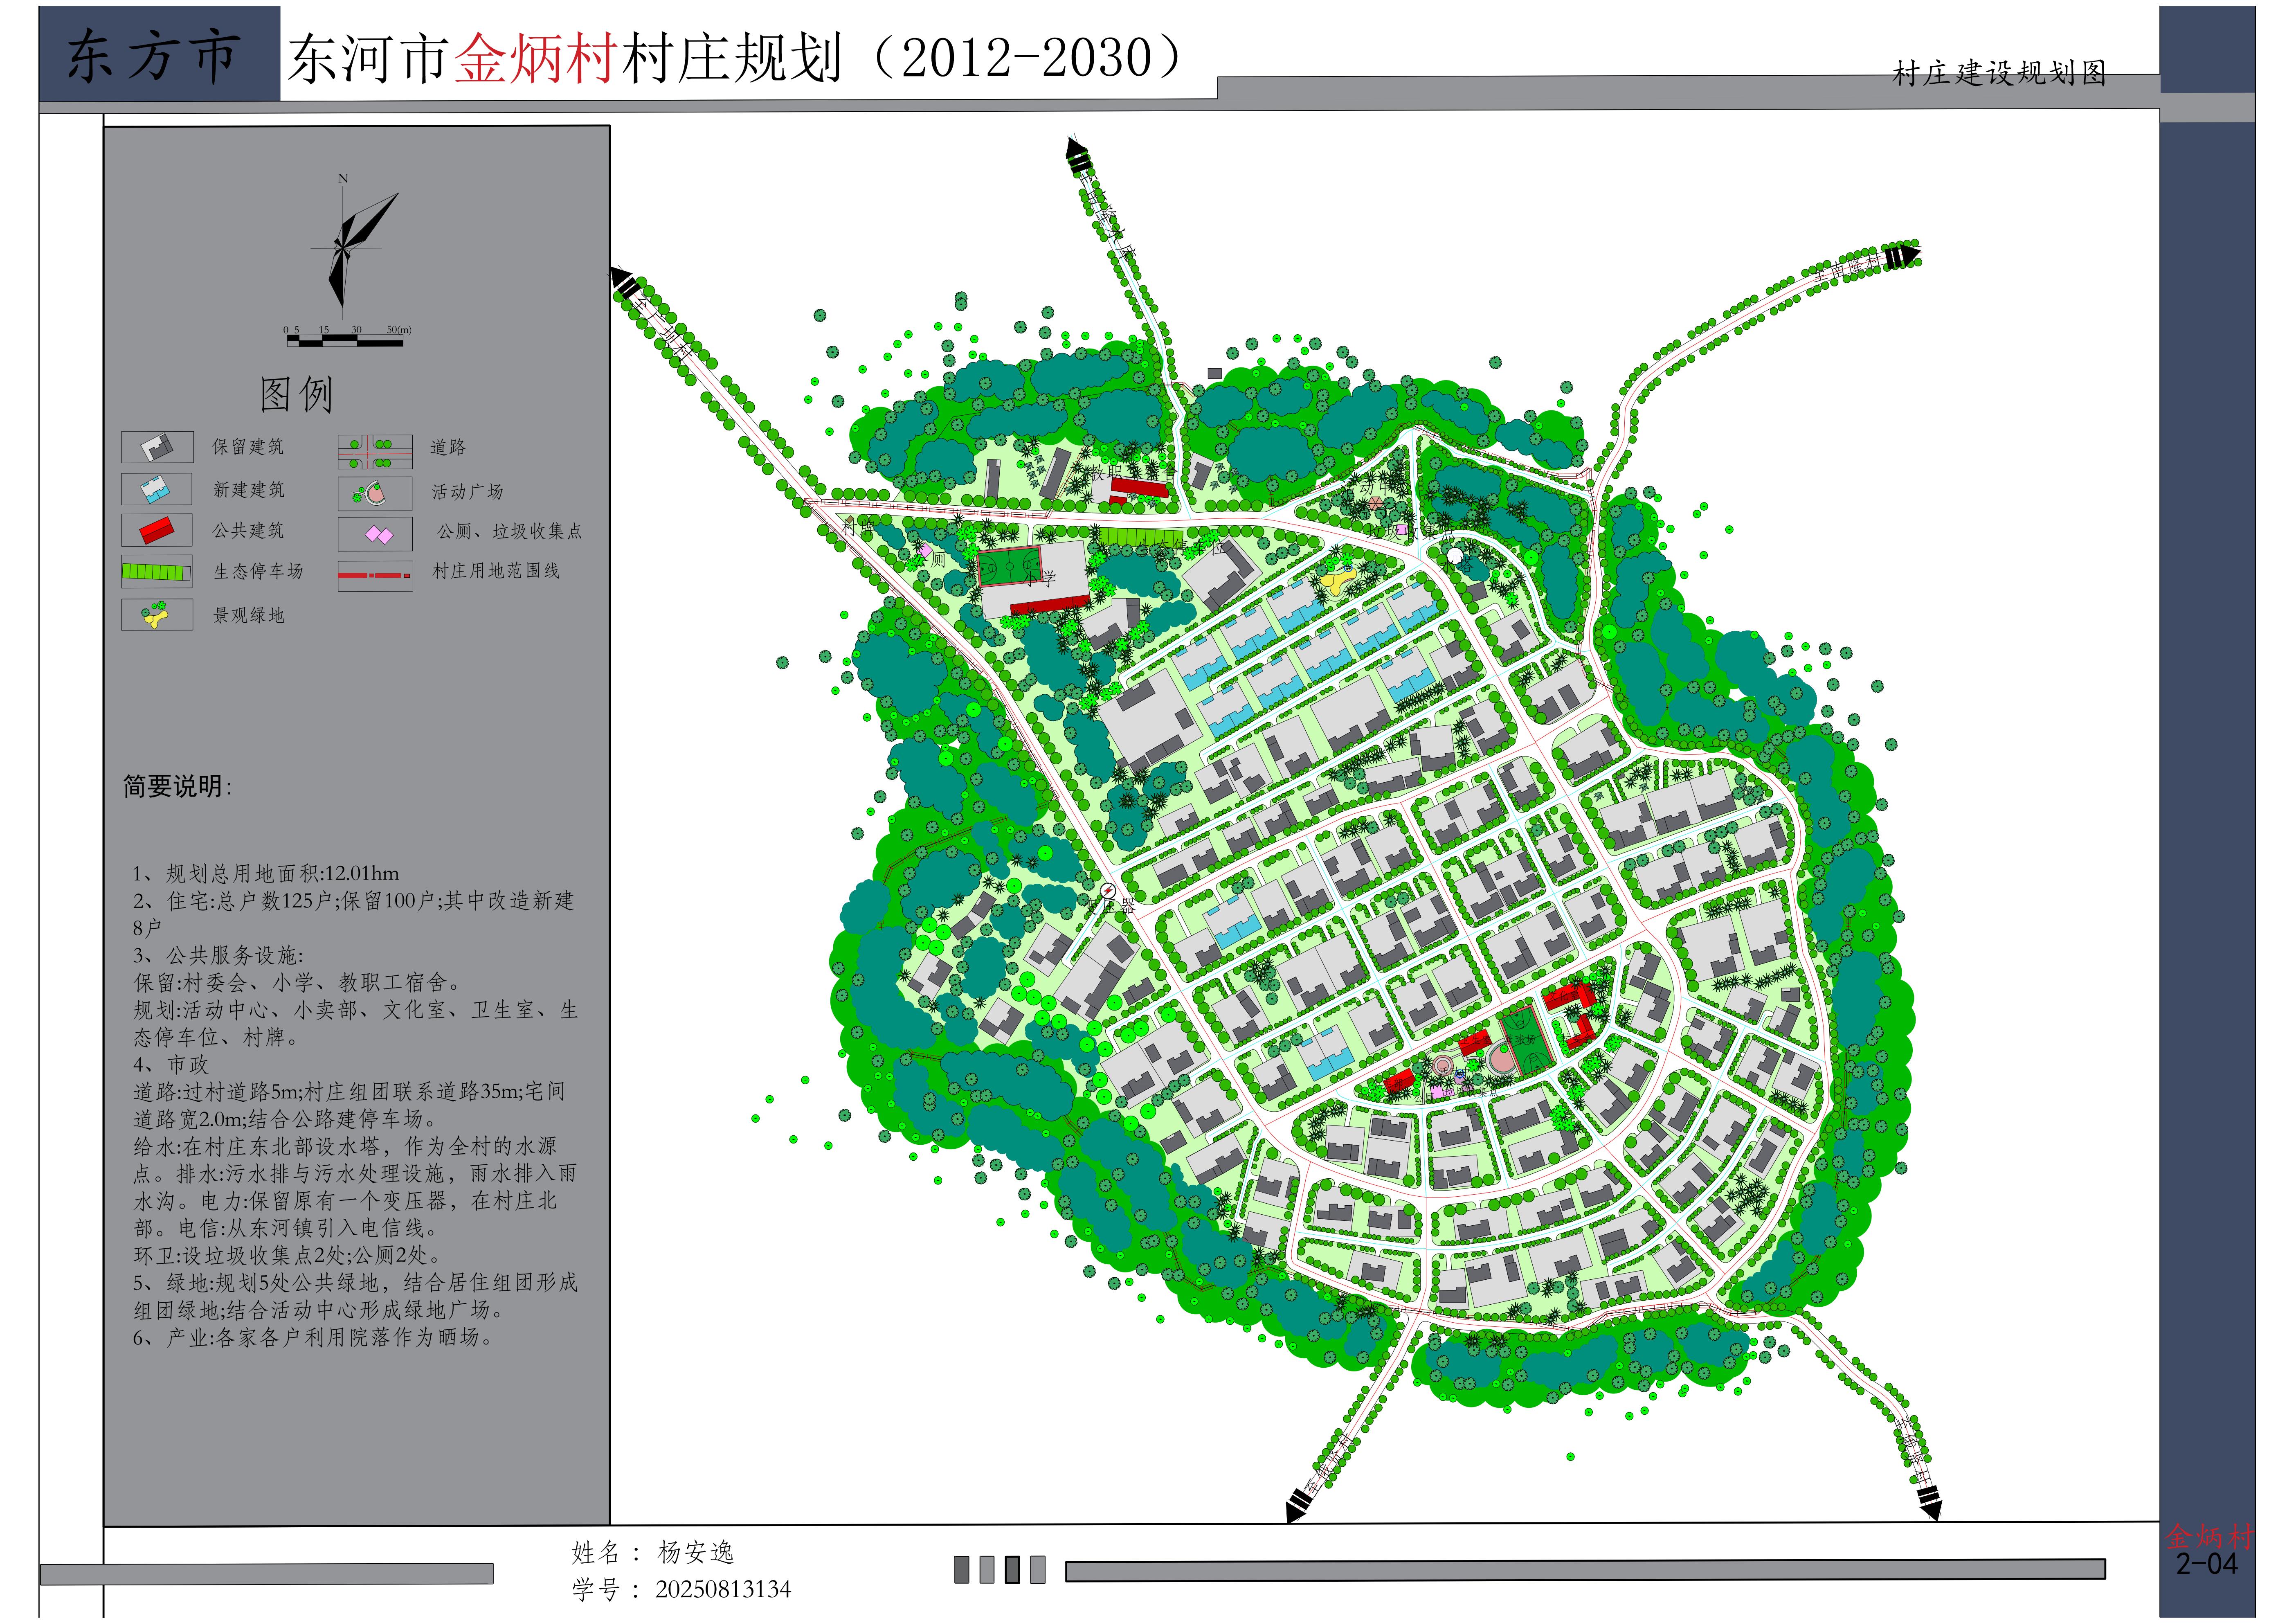 东方市
东河市金炳村村庄规划（2012-2030）
村庄建设规划图
N
0 5 15 30 50(m)
图例
保留建筑
道路
新建建筑
活动广场
公共建筑
公厕、垃圾收集点
生态停车场
村庄用地范围线
景观绿地
简要说明:
1、规划总用地面积:12.01hm
2、住宅:总户数125户;保留100户;其中改造新建
8户
3、公共服务设施:
保留:村委会、小学、教职工宿舍。
规划:活动中心、小卖部、文化室、卫生室、生
态停车位、村牌。
4、市政
道路:过村道路5m;村庄组团联系道路35m;宅间
道路宽2.0m;结合公路建停车场。
给水:在村庄东北部设水塔，作为全村的水源
点。排水:污水排与污水处理设施，雨水排入雨
水沟。电力:保留原有一个变压器，在村庄北
部。电信:从东河镇引入电信线。
环卫:设垃圾收集点2处;公厕2处。
5、绿地:规划5处公共绿地，结合居住组团形成
组团绿地;结合活动中心形成绿地广场。
6、产业:各家各户利用院落作为晒场。
至南隆村
村牌
公厕
小学
教职
生态停车位
垃圾收集点
水塔
变压器
姓名： 杨安逸
学号： 20250813134
金炳村
2-04